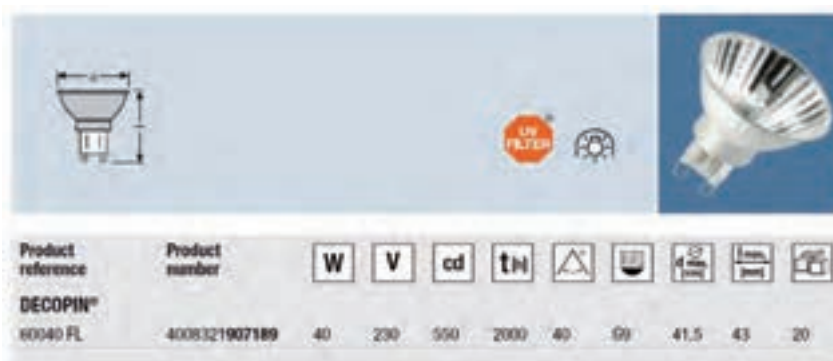 UV
FILTER
Product reference Product number W V cd t[h]
DECOPIN®
60040 FL 4008321907189 40 230 550 2000 40 G9 41,5 43 20